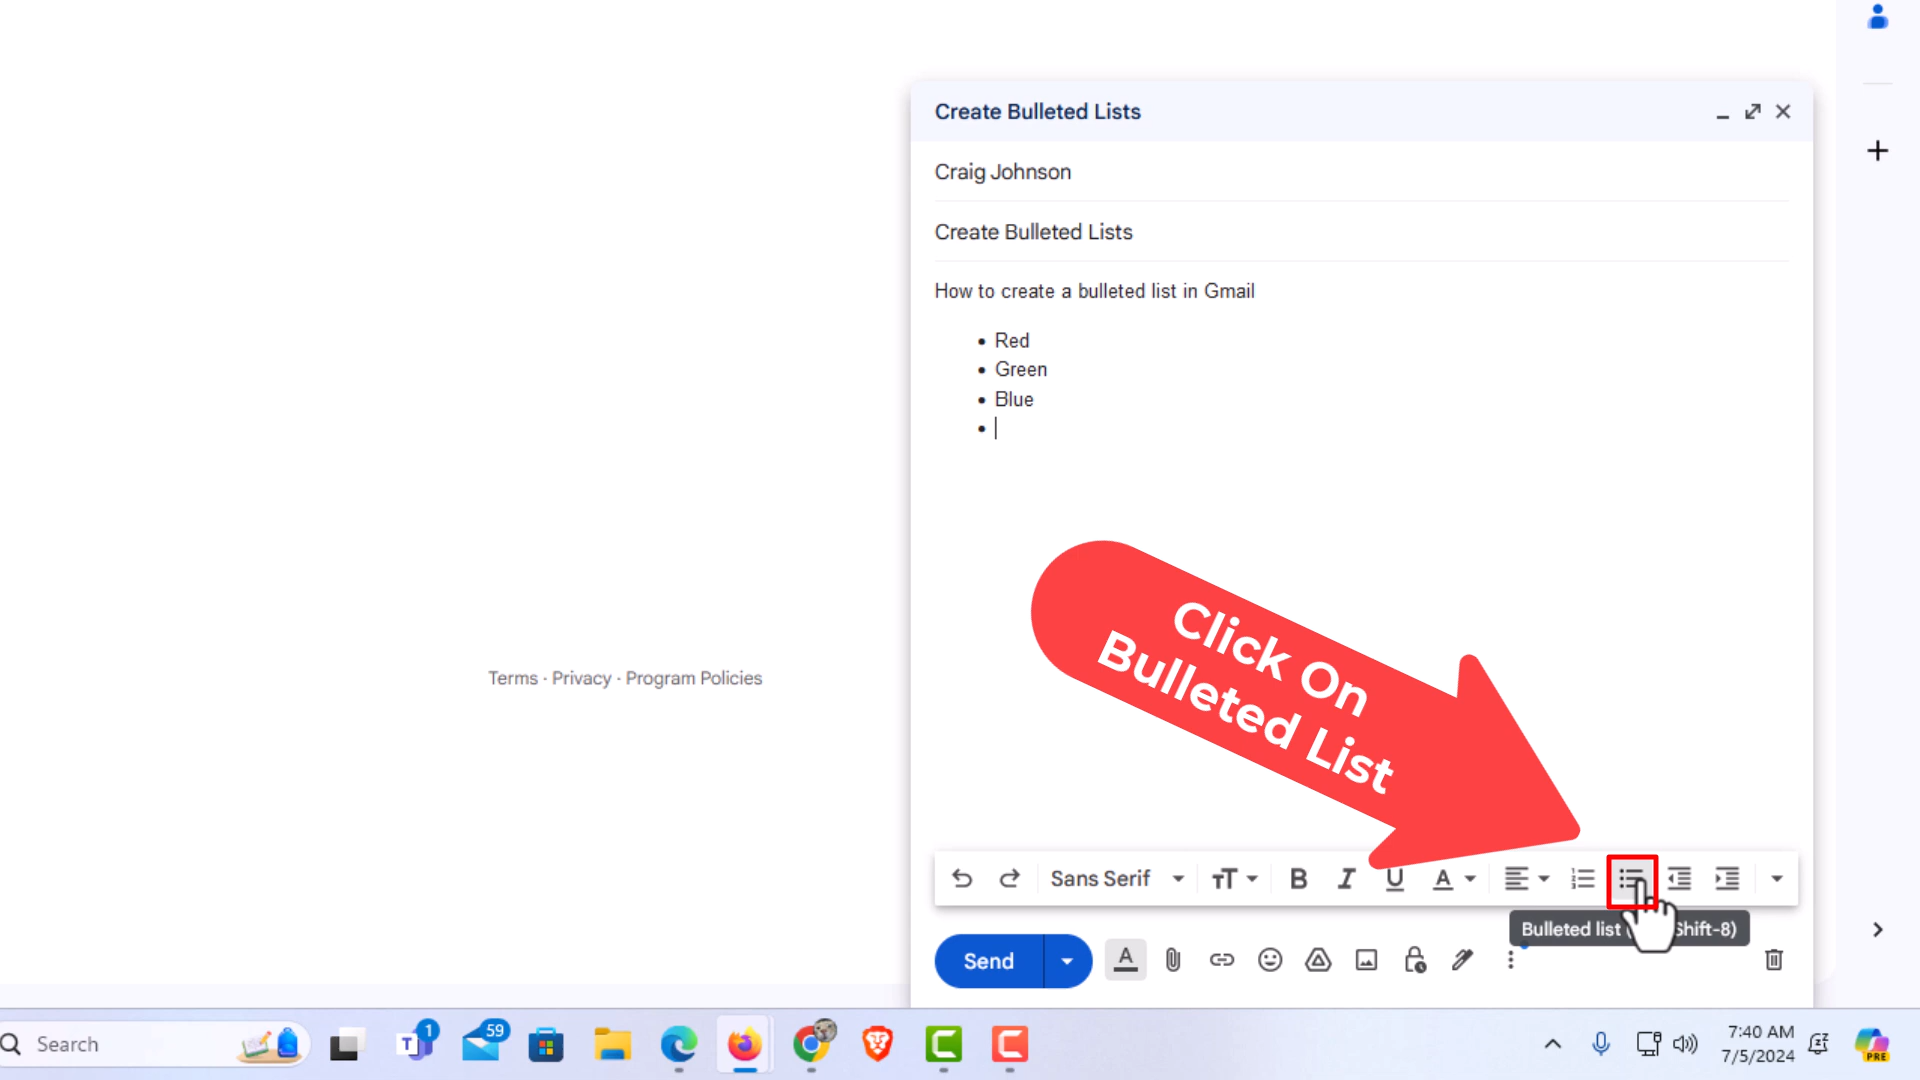 Create Bulleted Lists
Craig Johnson
Create Bulleted Lists
How to create a bulleted list in Gmail
• Red
• Green
• Blue
•
Click On
Bulleted List
Terms · Privacy · Program Policies
Sans Serif
Bulleted list ( Shift-8)
Send
Search
1
59
7:40 AM
7/5/2024
PRE